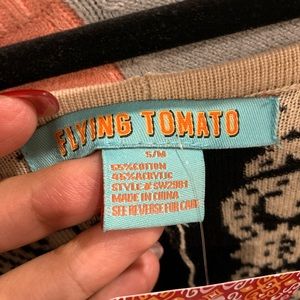 FLYING TOMATO
S/M
55%COTTON
45%ACRYLIC
STYLE# SW2981
MADE IN CHINA
SEE REVERSE FOR CARE